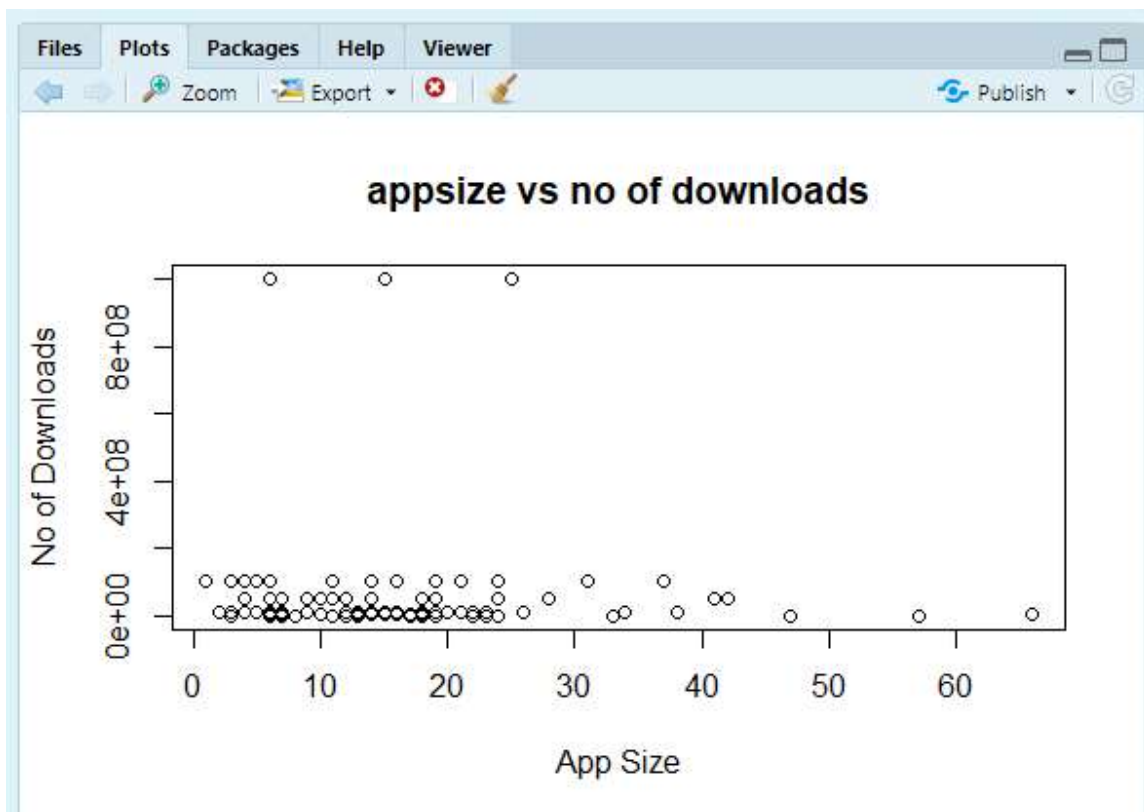 Files Plots Packages Help Viewer
Zoom Export Publish
appsize vs no of downloads
No of Downloads
8e+08
4e+08
0e+00
0 10 20 30 40 50 60
App Size